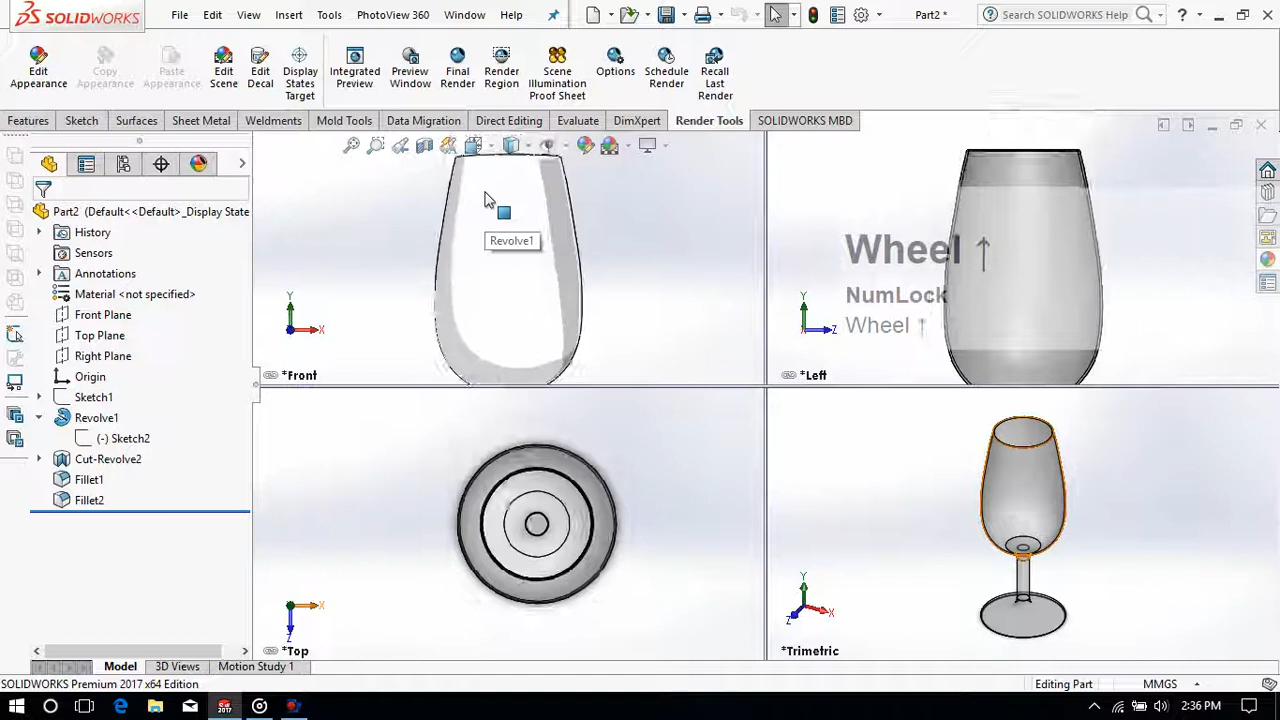 SOLIDWORKS File Edit View Insert Tools PhotoView 360 Window Help Part2 * Search SOLIDWORKS Help ?
Edit Appearance Copy Appearance Paste Appearance Edit Scene Edit Decal Display States Target Integrated Preview Preview Window Final Render Render Region Scene Illumination Proof Sheet Options Schedule Render Recall Last Render
Features Sketch Surfaces Sheet Metal Weldments Mold Tools Data Migration Direct Editing Evaluate DimXpert Render Tools SOLIDWORKS MBD
Part2 (Default<<Default>_Display State
History
Sensors
Annotations
Material <not specified>
Front Plane
Top Plane
Right Plane
Origin
Sketch1
Revolve1
(-) Sketch2
Cut-Revolve2
Fillet1
Fillet2
Revolve1
Wheel ↑
NumLock
Wheel ↑
Y X
*Front
Y Z
*Left
X Z
*Top
Y X Z
*Trimetric
Model 3D Views Motion Study 1
SOLIDWORKS Premium 2017 x64 Edition Editing Part MMGS
2:36 PM